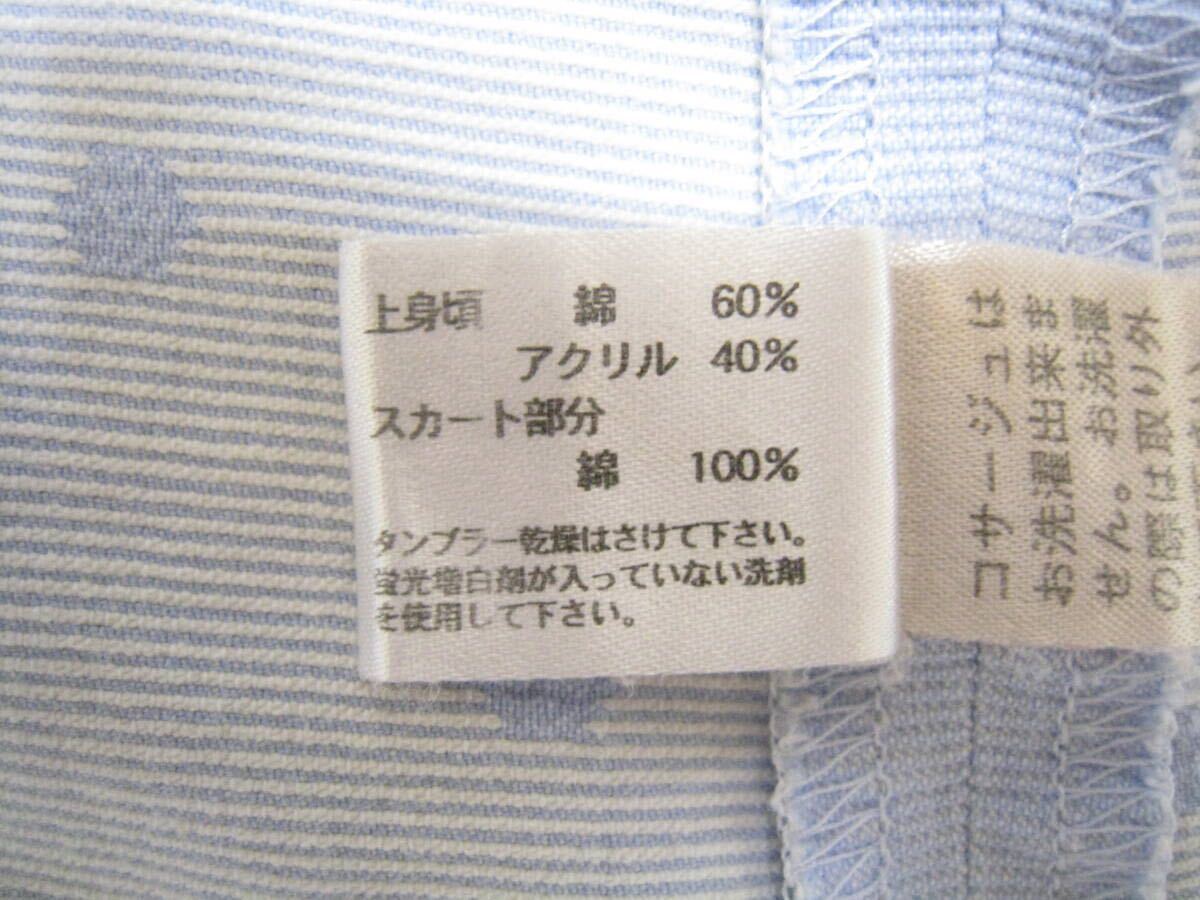 上身頃 綿 60%
アクリル 40%
スカート部分
綿 100%
タンブラー乾燥はさけて下さい。
蛍光増白剤が入っていない洗剤
を使用して下さい。
コサージュは
お洗濯出来ま
せん。お洗濯
の際は取り外